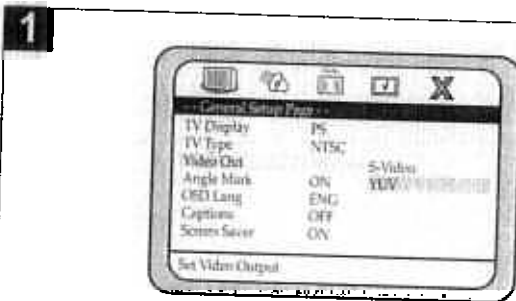 1
- - General Setup Page - -
TV Display PS
TV Type NTSC
Video Out S-Video
Angle Mark ON YUV
OSD Lang ENG
Captions OFF
Screen Saver ON
Set Video Output